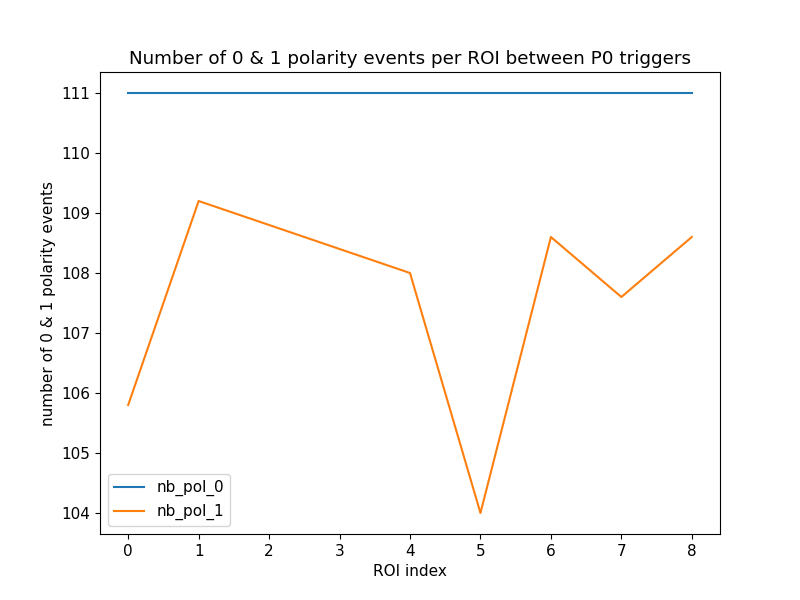 Number of 0 & 1 polarity events per ROI between P0 triggers
number of 0 & 1 polarity events
111
110
109
108
107
106
105
104
nb_pol_0
nb_pol_1
0 1 2 3 4 5 6 7 8
ROI index